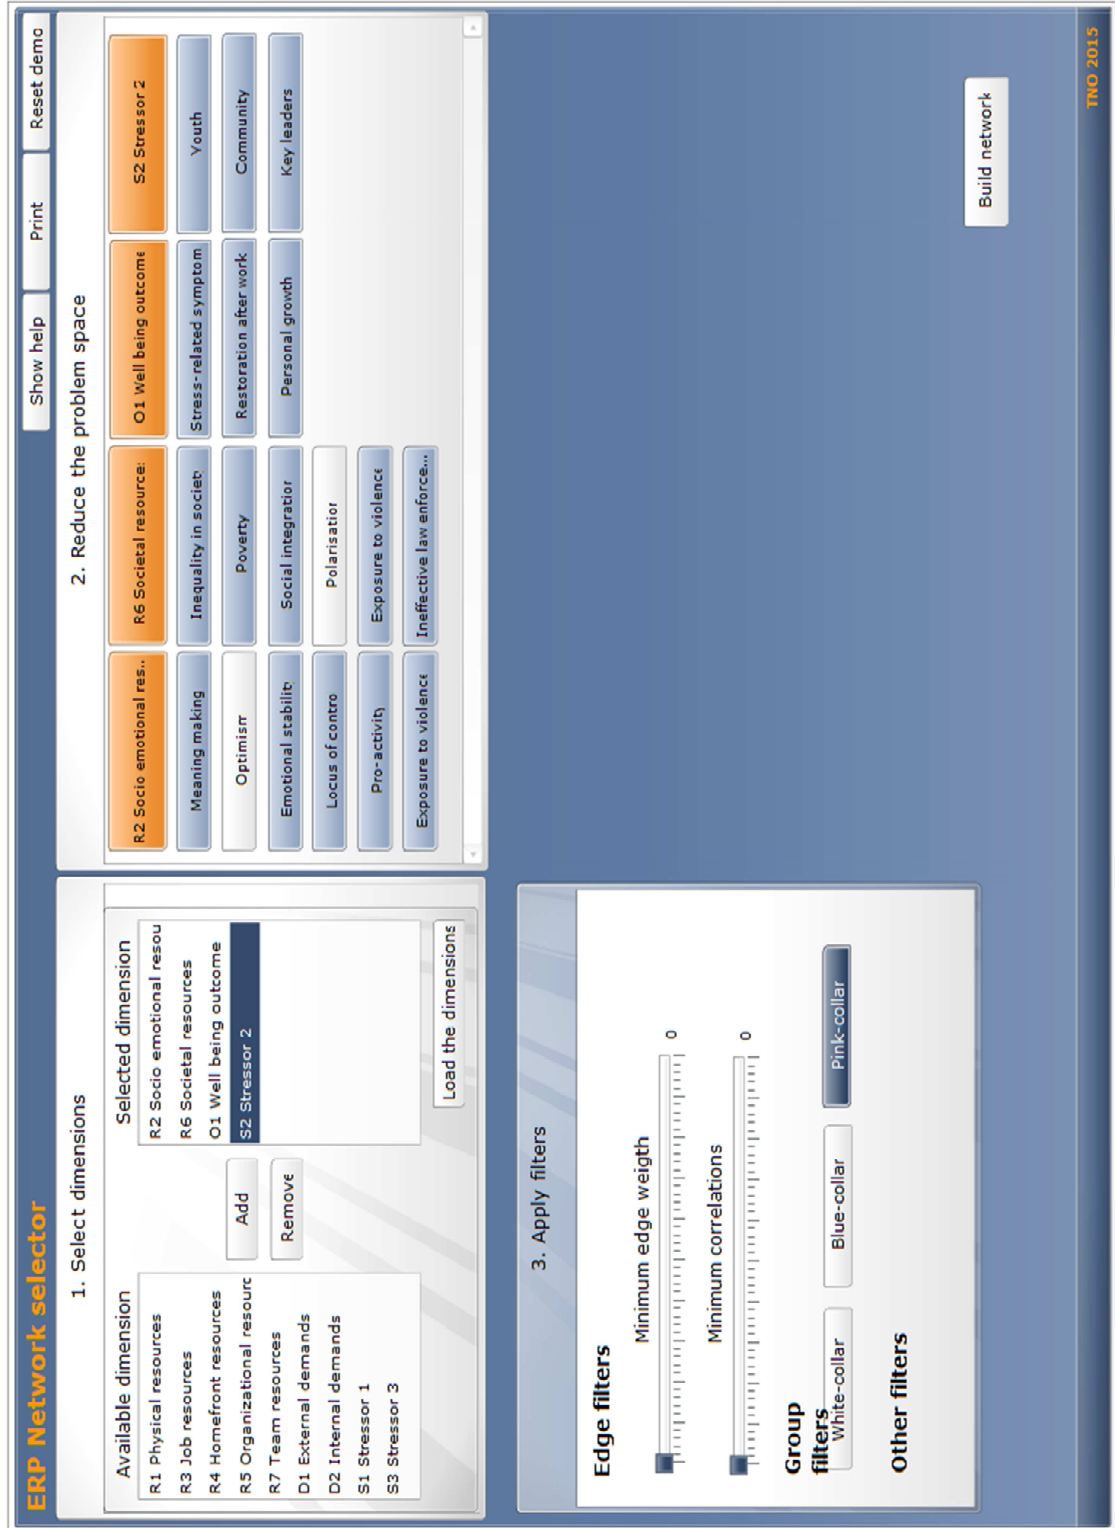 ERP Network selector
Show help
Print
Reset demo
1. Select dimensions
Available dimension
R1 Physical resources
R3 Job resources
R4 Homefront resources
R5 Organizational resourc
R7 Team resources
D1 External demands
D2 Internal demands
S1 Stressor 1
S3 Stressor 3
Add
Remove
Selected dimension
R2 Socio emotional resou
R6 Societal resources
O1 Well being outcome
S2 Stressor 2
Load the dimensions
2. Reduce the problem space
R2 Socio emotional res..
R6 Societal resource
O1 Well being outcome
S2 Stressor 2
Meaning making
Inequality in societ
Stress-related symptom
Youth
Optimism
Poverty
Restoration after work
Community
Emotional stability
Social integration
Personal growth
Key leaders
Locus of contro
Polarisation
Pro-activity
Exposure to violence
Exposure to violence
Ineffective law enforce...
3. Apply filters
Edge filters
Minimum edge weigth
0
Minimum correlations
0
Group
filters
White-collar
Blue-collar
Pink-collar
Other filters
Build network
TNO 2015